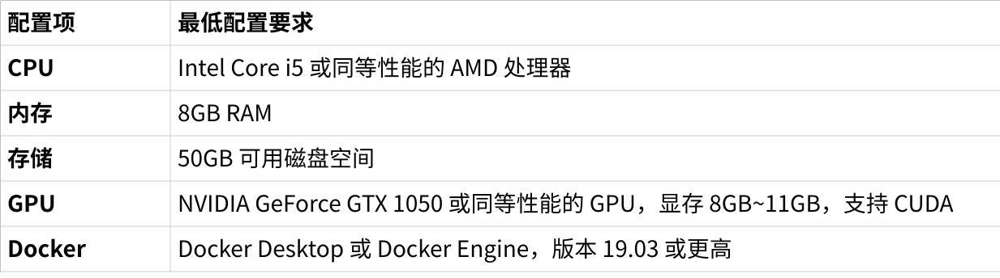 配置项 最低配置要求
CPU Intel Core i5 或同等性能的 AMD 处理器
内存 8GB RAM
存储 50GB 可用磁盘空间
GPU NVIDIA GeForce GTX 1050 或同等性能的 GPU，显存 8GB~11GB，支持 CUDA
Docker Docker Desktop 或 Docker Engine，版本 19.03 或更高